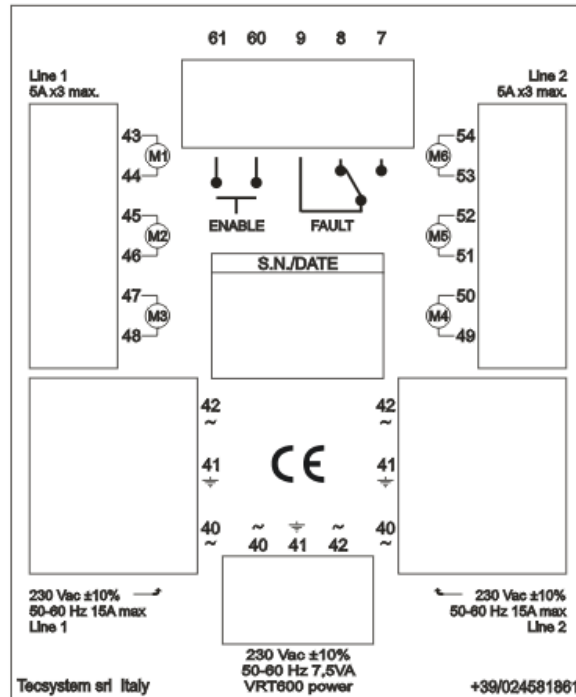 61 60 9 8 7
Line 1
5A x3 max.
Line 2
5A x3 max.
43
M1
44
45
M2
46
47
M3
48
54
M6
53
52
M5
51
50
M4
49
ENABLE
FAULT
S.N./DATE
42
~
41
40
~
42
~
41
40
~
CE
~ ~
40 41 42
230 Vac ±10%
50-60 Hz 15A max
Line 1
230 Vac ±10%
50-60 Hz 15A max
Line 2
230 Vac ±10%
50-60 Hz 7,5VA
VRT600 power
Tecsystem srl Italy
+39/024581861